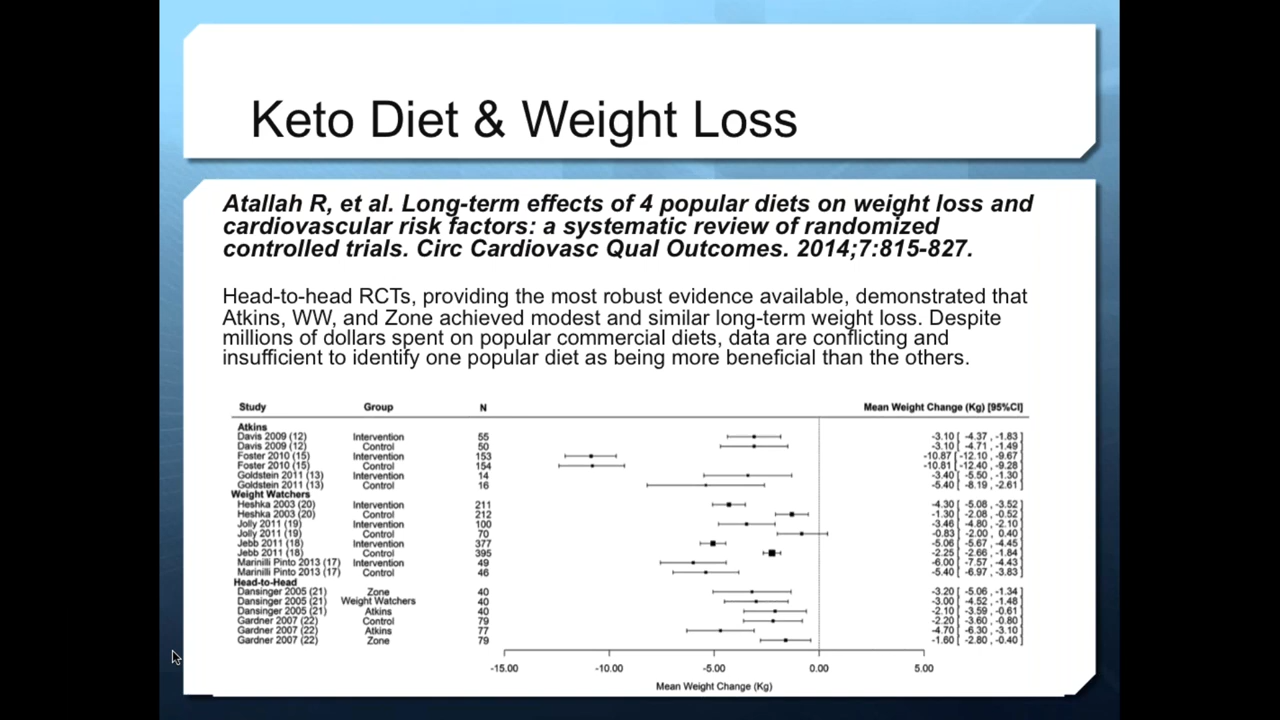 Keto Diet & Weight Loss
Atallah R, et al. Long-term effects of 4 popular diets on weight loss and
cardiovascular risk factors: a systematic review of randomized
controlled trials. Circ Cardiovasc Qual Outcomes. 2014;7:815-827.
Head-to-head RCTs, providing the most robust evidence available, demonstrated that
Atkins, WW, and Zone achieved modest and similar long-term weight loss. Despite
millions of dollars spent on popular commercial diets, data are conflicting and
insufficient to identify one popular diet as being more beneficial than the others.
Study Group N Mean Weight Change (Kg) [95%CI]
Atkins
Davis 2009 (12) Intervention 55 -3.10 [ -4.37 , -1.83 ]
Davis 2009 (12) Control 50 -3.10 [ -4.71 , -1.49 ]
Foster 2010 (15) Intervention 153 -10.87 [ -12.10 , -9.67 ]
Foster 2010 (15) Control 154 -10.81 [ -12.40 , -9.28 ]
Goldstein 2011 (13) Intervention 14 -3.40 [ -5.50 , -1.30 ]
Goldstein 2011 (13) Control 16 -5.40 [ -8.19 , -2.61 ]
Weight Watchers
Heshka 2003 (20) Intervention 211 -4.30 [ -5.08 , -3.52 ]
Heshka 2003 (20) Control 212 -1.30 [ -2.08 , -0.52 ]
Jolly 2011 (19) Intervention 100 -3.46 [ -4.80 , -2.10 ]
Jolly 2011 (19) Control 70 -0.83 [ -2.00 , 0.40 ]
Jebb 2011 (18) Intervention 377 -5.06 [ -5.67 , -4.45 ]
Jebb 2011 (18) Control 395 -2.25 [ -2.66 , -1.84 ]
Marinilli Pinto 2013 (17) Intervention 49 -6.00 [ -7.57 , -4.43 ]
Marinilli Pinto 2013 (17) Control 46 -5.40 [ -6.97 , -3.83 ]
Head-to-Head
Dansinger 2005 (21) Zone 40 -3.20 [ -5.06 , -1.34 ]
Dansinger 2005 (21) Weight Watchers 40 -3.00 [ -4.52 , -1.48 ]
Dansinger 2005 (21) Atkins 40 -2.10 [ -3.59 , -0.61 ]
Gardner 2007 (22) Control 79 -2.20 [ -3.60 , -0.80 ]
Gardner 2007 (22) Atkins 77 -4.70 [ -6.30 , -3.10 ]
Gardner 2007 (22) Zone 79 -1.60 [ -2.80 , -0.40 ]
-15.00 -10.00 -5.00 0.00 5.00
Mean Weight Change (Kg)